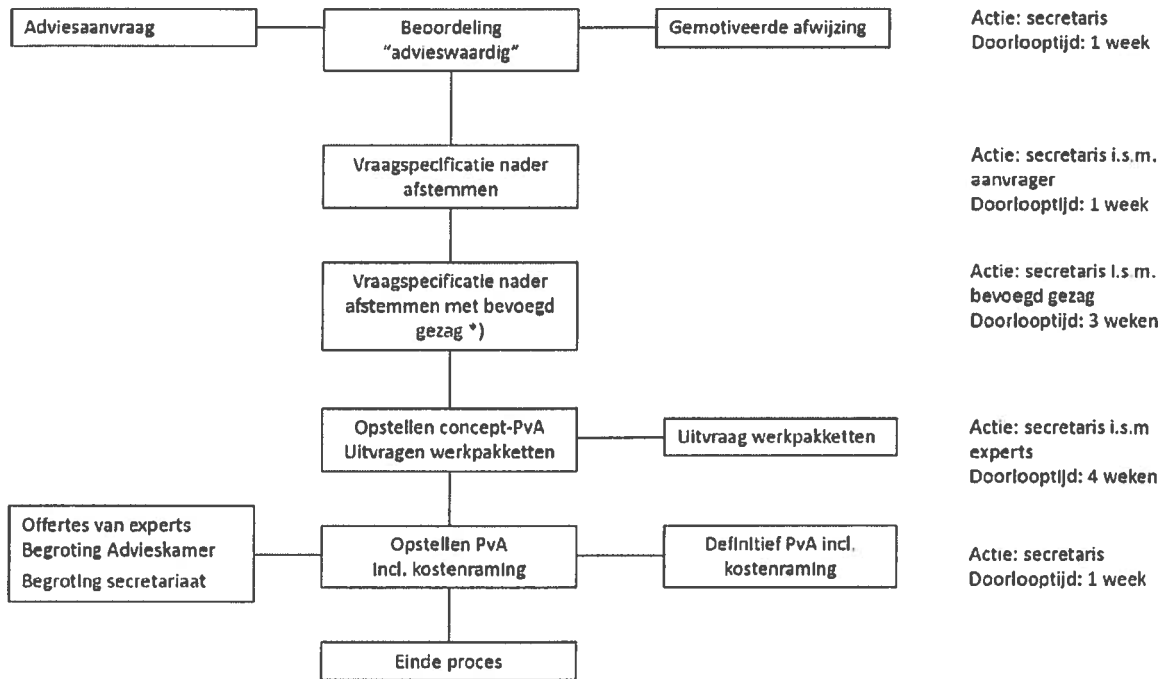 Adviesaanvraag
Beoordeling
"advieswaardig"
Gemotiveerde afwijzing
Actie: secretaris
Doorlooptijd: 1 week
Vraagspecificatie nader
afstemmen
Actie: secretaris i.s.m.
aanvrager
Doorlooptijd: 1 week
Vraagspecificatie nader
afstemmen met bevoegd
gezag *)
Actie: secretaris i.s.m.
bevoegd gezag
Doorlooptijd: 3 weken
Opstellen concept-PvA
Uitvragen werkpakketten
Uitvraag werkpakketten
Actie: secretaris i.s.m
experts
Doorlooptijd: 4 weken
Offertes van experts
Begroting Advieskamer
Begroting secretariaat
Opstellen PvA
incl. kostenraming
Definitief PvA incl.
kostenraming
Actie: secretaris
Doorlooptijd: 1 week
Einde proces